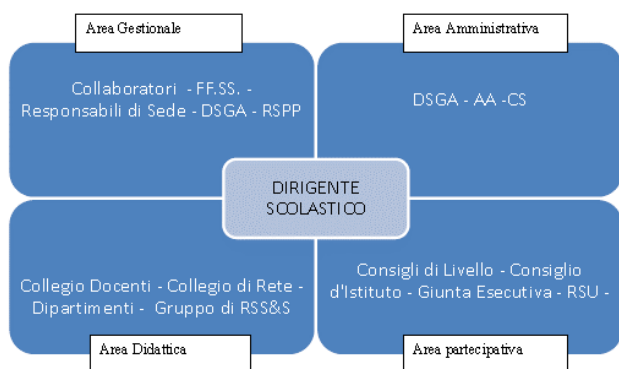 Area Gestionale
Area Amministrativa
Collaboratori - FF.SS. -
Responsabili di Sede - DSGA - RSPP
DSGA - AA -CS
DIRIGENTE
SCOLASTICO
Collegio Docenti - Collegio di Rete -
Dipartimenti - Gruppo di RSS&S
Consigli di Livello - Consiglio
d'Istituto - Giunta Esecutiva - RSU -
Area Didattica
Area partecipativa